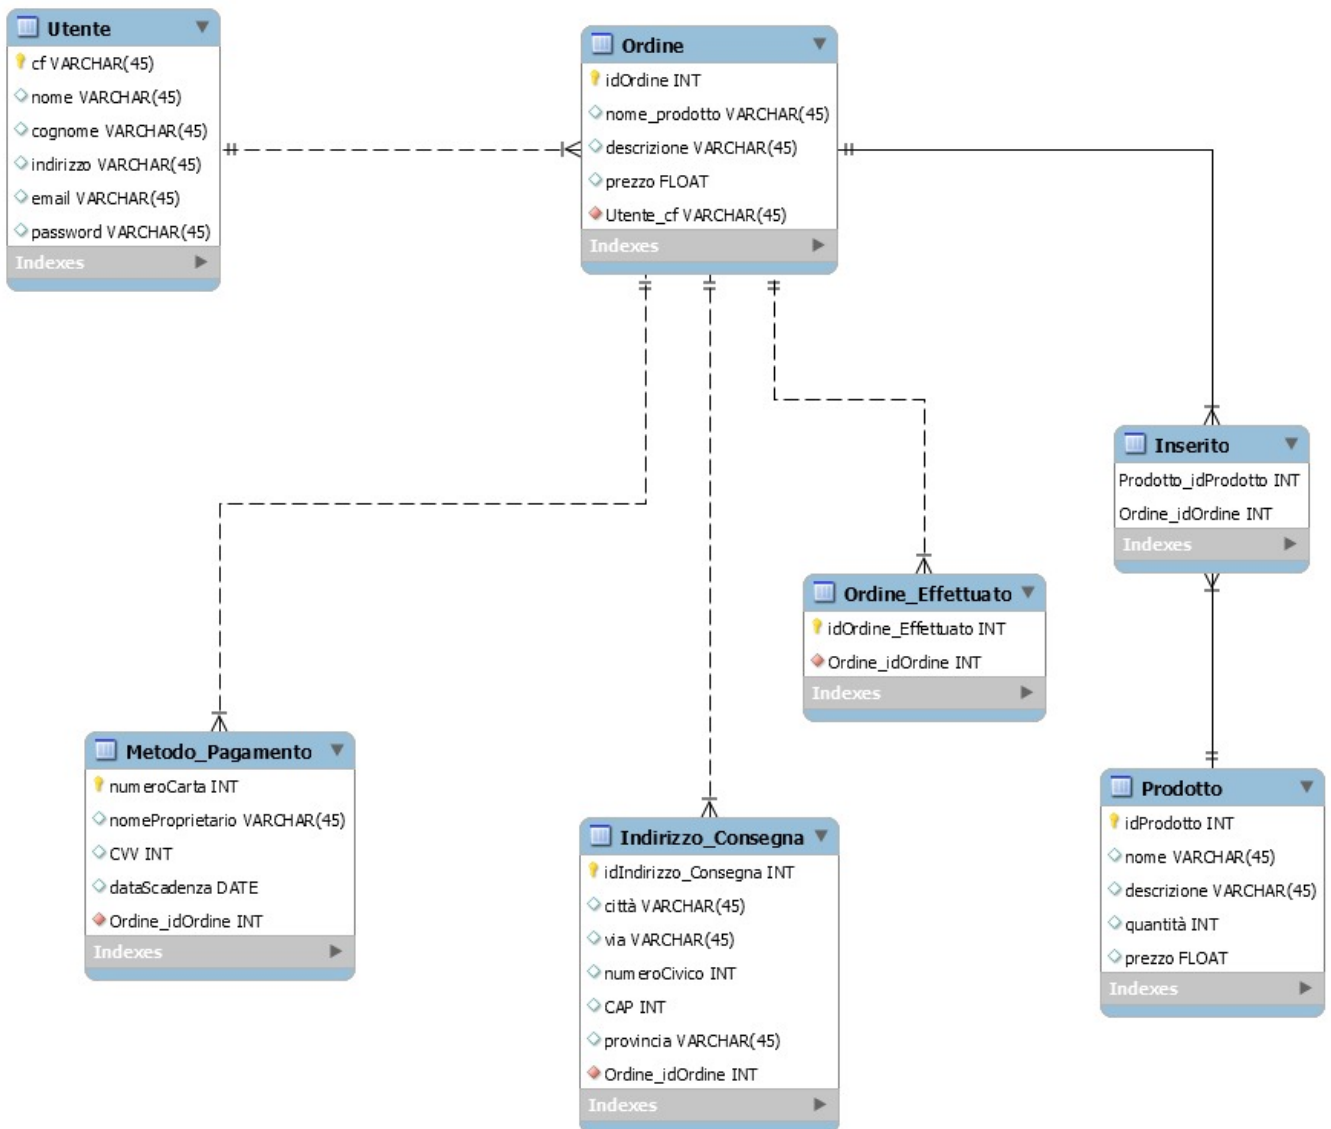 Utente
cf VARCHAR(45)
nome VARCHAR(45)
cognome VARCHAR(45)
indirizzo VARCHAR(45)
email VARCHAR(45)
password VARCHAR(45)
Indexes
Ordine
idOrdine INT
nome_prodotto VARCHAR(45)
descrizione VARCHAR(45)
prezzo FLOAT
Utente_cf VARCHAR(45)
Indexes
Inserito
Prodotto_idProdotto INT
Ordine_idOrdine INT
Indexes
Ordine_Effettuato
idOrdine_Effettuato INT
Ordine_idOrdine INT
Indexes
Metodo_Pagamento
numeroCarta INT
nomeProprietario VARCHAR(45)
CVV INT
dataScadenza DATE
Ordine_idOrdine INT
Indexes
Indirizzo_Consegna
idIndirizzo_Consegna INT
città VARCHAR(45)
via VARCHAR(45)
numeroCivico INT
CAP INT
provincia VARCHAR(45)
Ordine_idOrdine INT
Indexes
Prodotto
idProdotto INT
nome VARCHAR(45)
descrizione VARCHAR(45)
quantità INT
prezzo FLOAT
Indexes